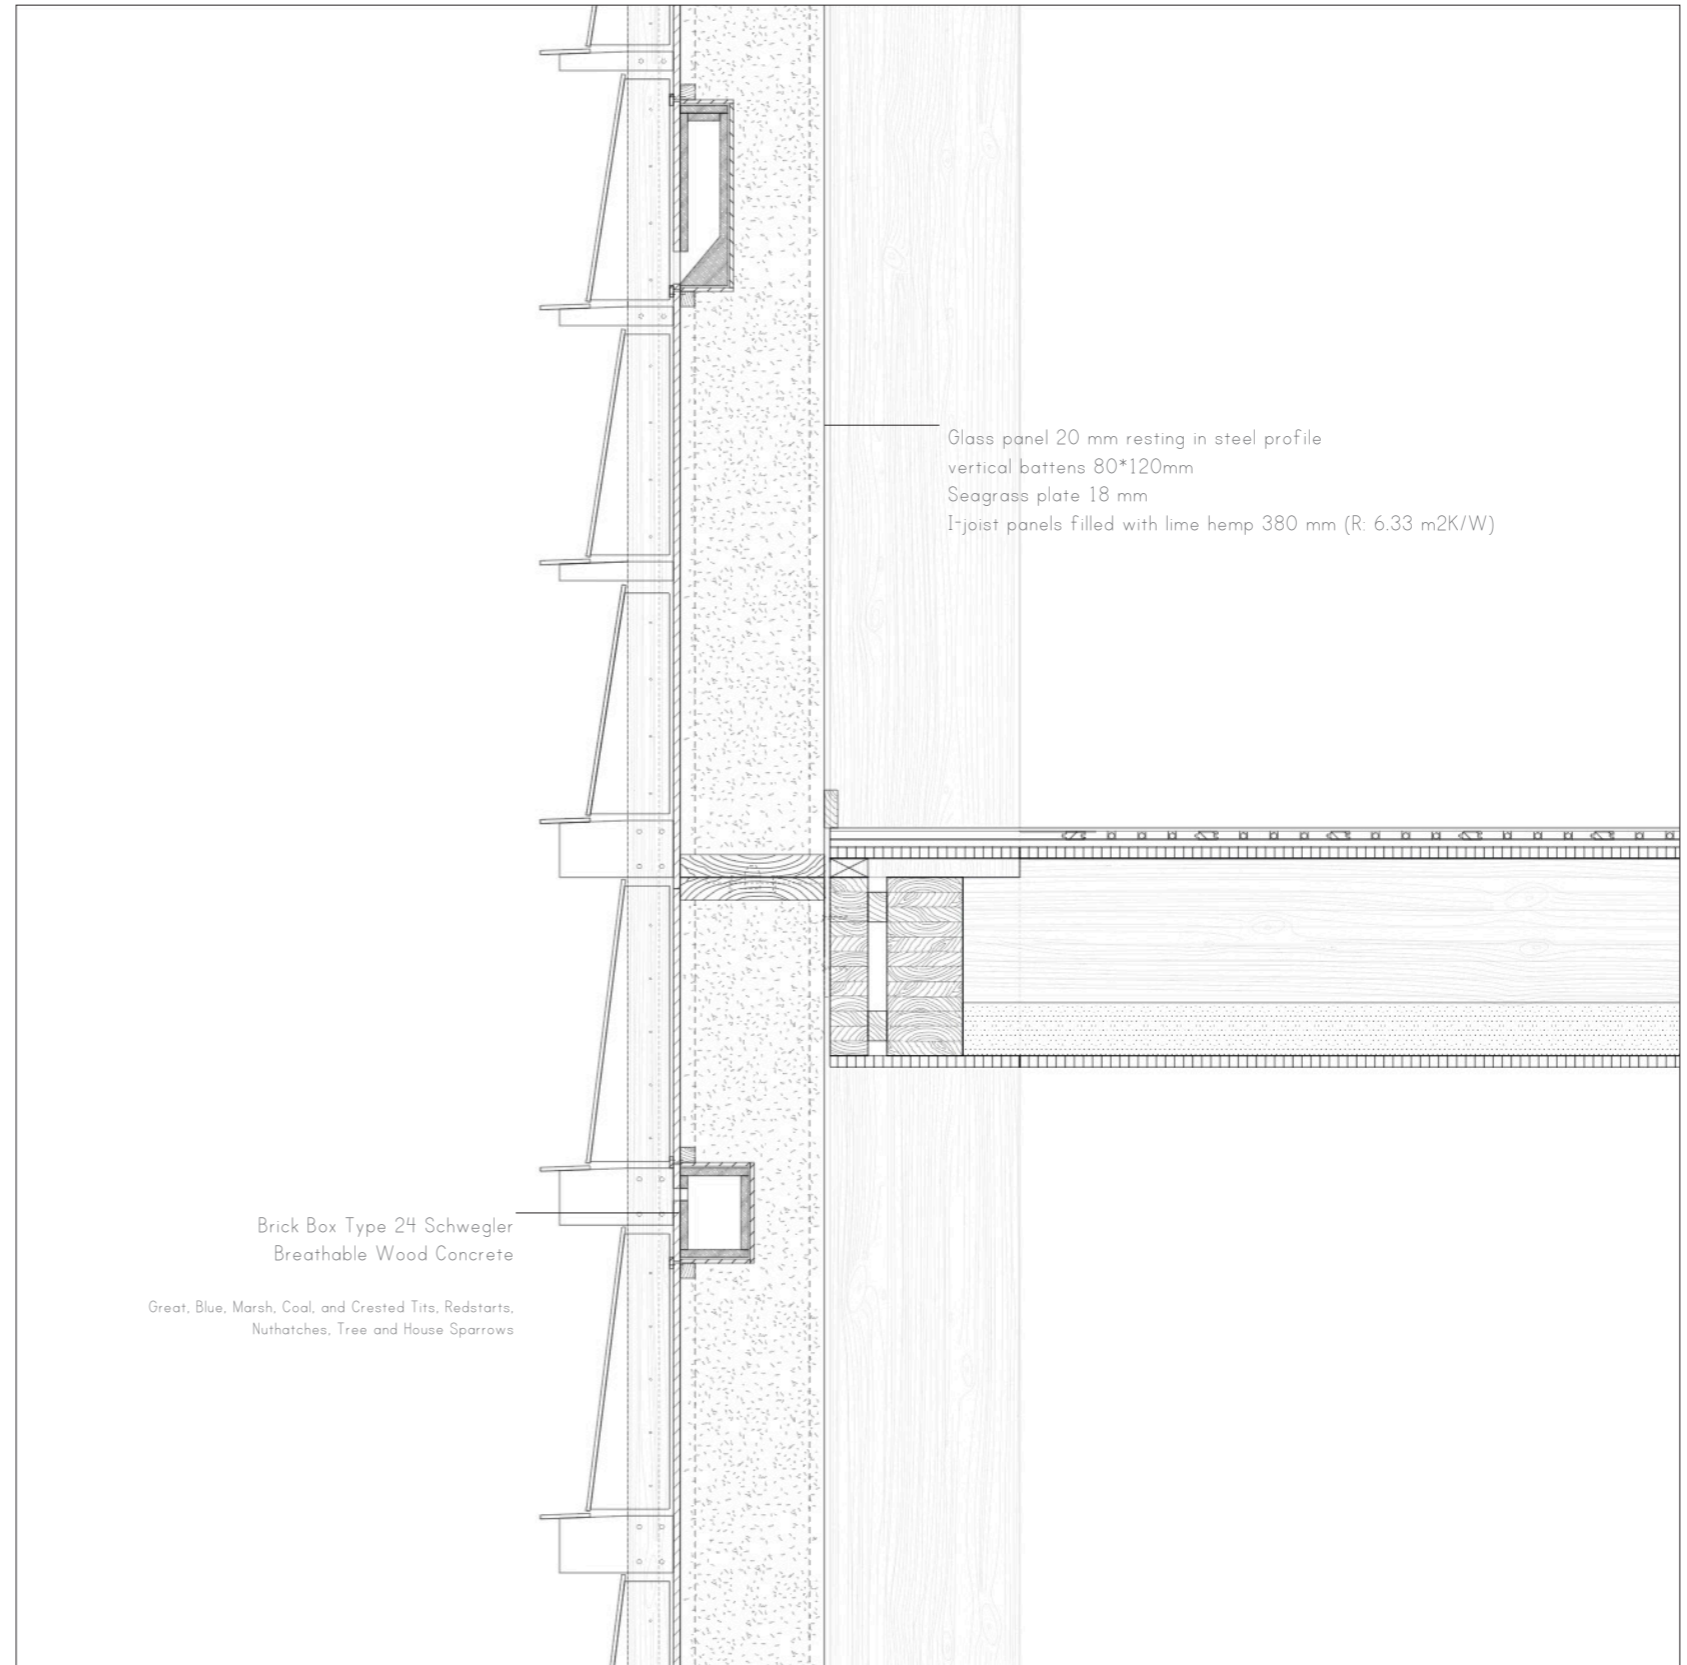 Glass panel 20 mm resting in steel profile
vertical battens 80*120mm
Seagrass plate 18 mm
I-joist panels filled with lime hemp 380 mm (R: 6.33 m2K/W)
Brick Box Type 24 Schwegler
Breathable Wood Concrete
Great, Blue, Marsh, Coal, and Crested Tits, Redstarts,
Nuthatches, Tree and House Sparrows